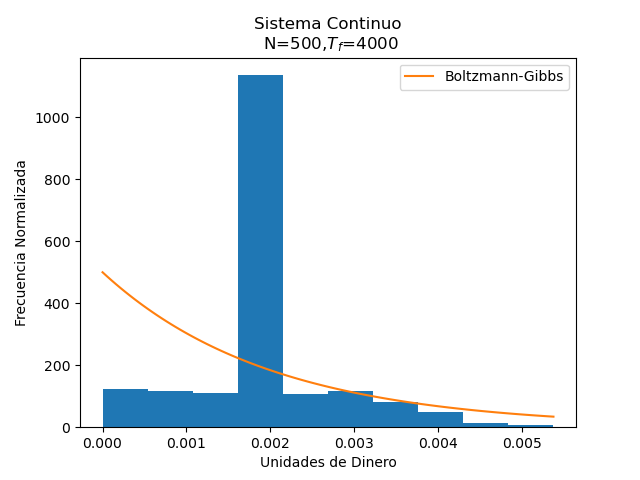 Sistema Continuo
N=500,$T_f$=4000
Boltzmann-Gibbs
Frecuencia Normalizada
1000
800
600
400
200
0
0.000 0.001 0.002 0.003 0.004 0.005
Unidades de Dinero